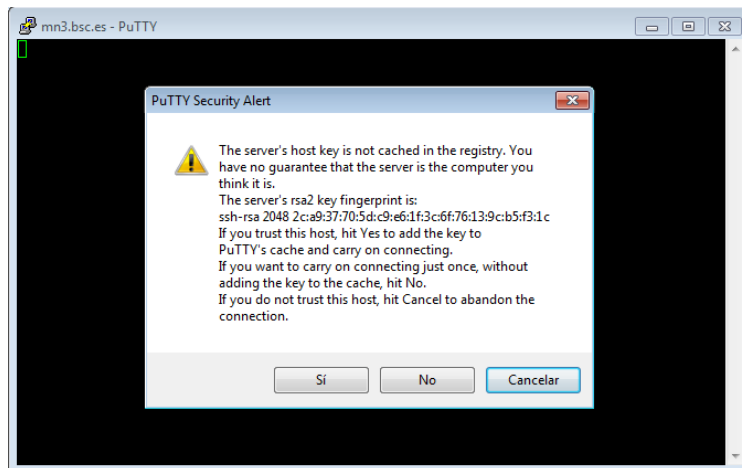 mn3.bsc.es - PuTTY
PuTTY Security Alert
The server's host key is not cached in the registry. You
have no guarantee that the server is the computer you
think it is.
The server's rsa2 key fingerprint is:
ssh-rsa 2048 2c:a9:37:70:5d:c9:e6:1f:3c:6f:76:13:9c:b5:f3:1c
If you trust this host, hit Yes to add the key to
PuTTY's cache and carry on connecting.
If you want to carry on connecting just once, without
adding the key to the cache, hit No.
If you do not trust this host, hit Cancel to abandon the
connection.
Sí No Cancelar